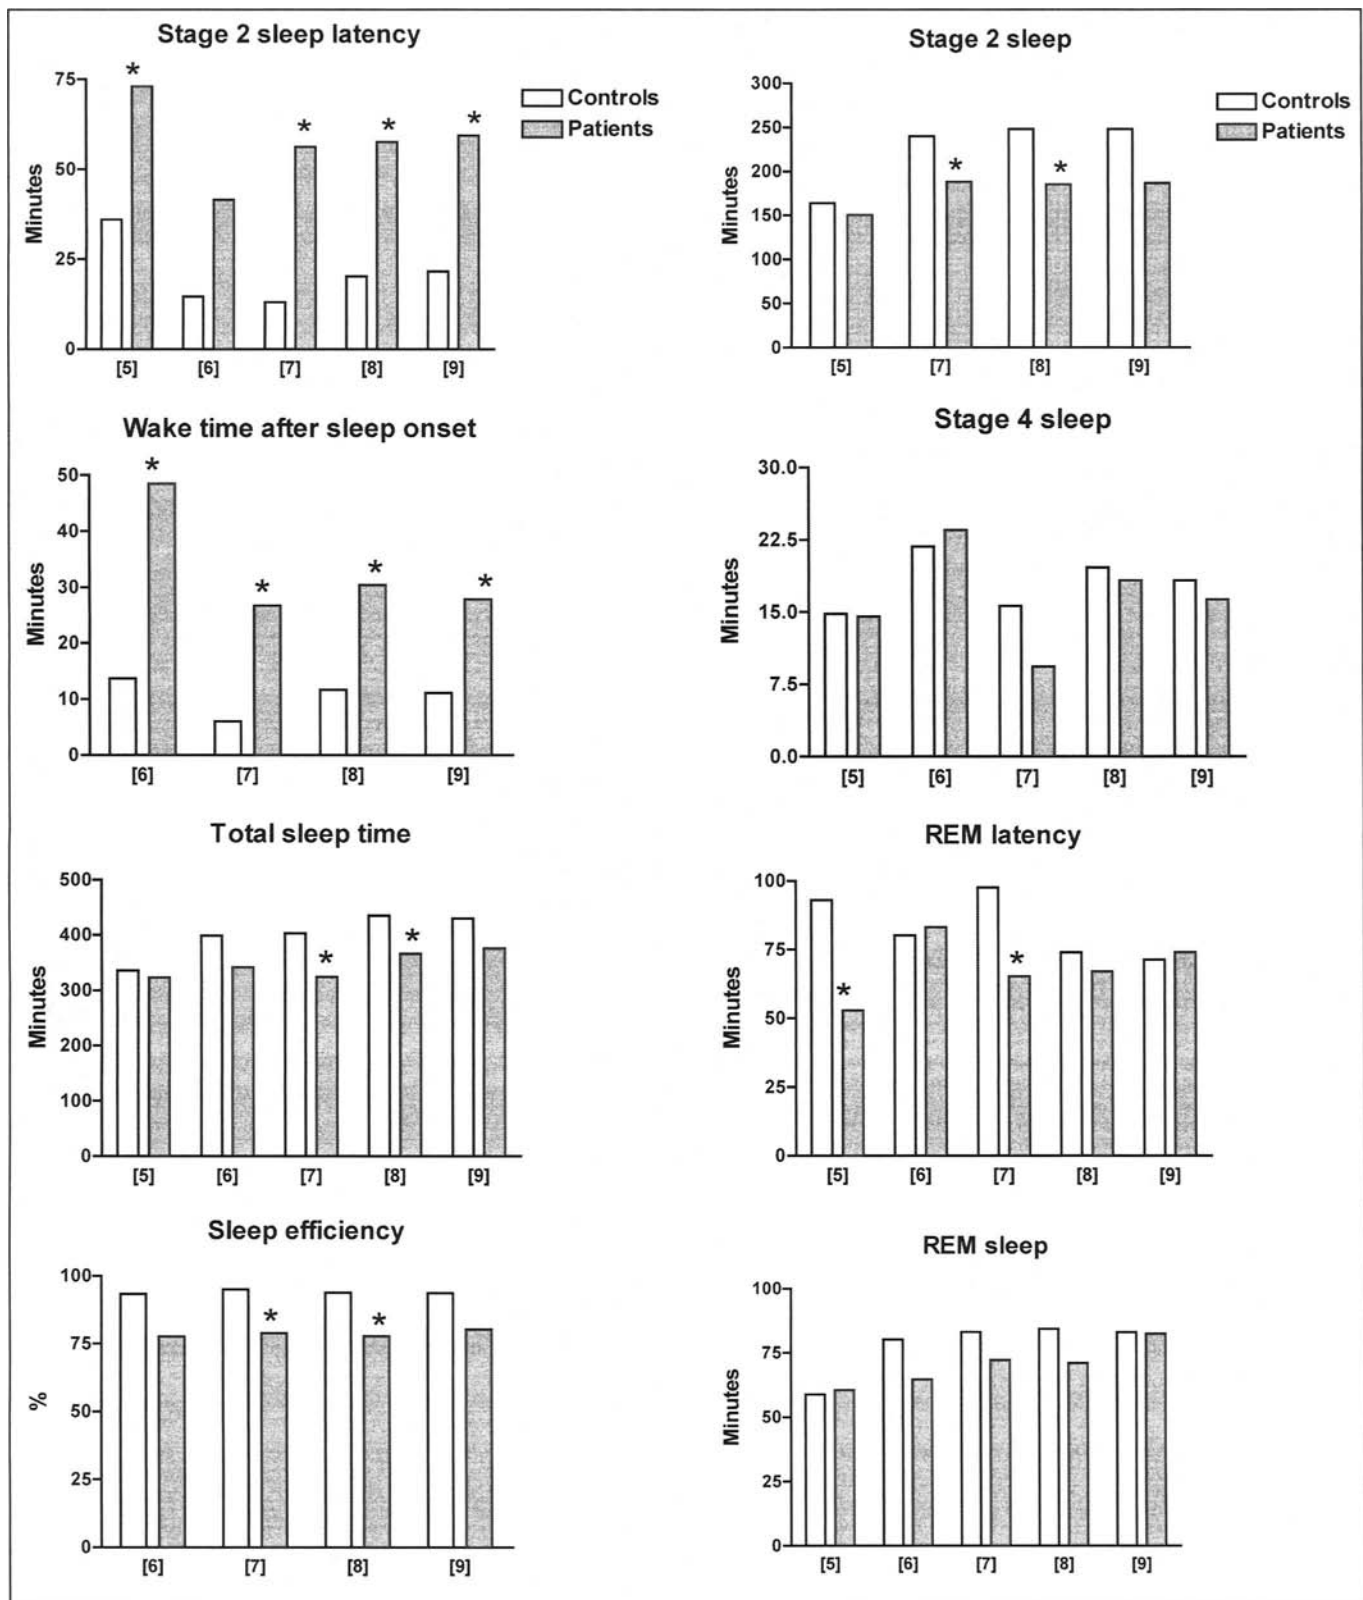 Stage 2 sleep latency
75
50
25
0
Minutes
*
*
*
*
Controls
Patients
[5] [6] [7] [8] [9]
Stage 2 sleep
300
250
200
150
100
50
0
Minutes
*
*
Controls
Patients
[5] [7] [8] [9]
Wake time after sleep onset
50
40
30
20
10
0
Minutes
*
*
*
*
[6] [7] [8] [9]
Stage 4 sleep
30.0
22.5
15.0
7.5
0.0
Minutes
[5] [6] [7] [8] [9]
Total sleep time
500
400
300
200
100
0
Minutes
*
*
[5] [6] [7] [8] [9]
REM latency
100
75
50
25
0
Minutes
*
*
[5] [6] [7] [8] [9]
Sleep efficiency
100
75
50
25
0
%
*
*
[6] [7] [8] [9]
REM sleep
100
75
50
25
0
Minutes
[5] [6] [7] [8] [9]